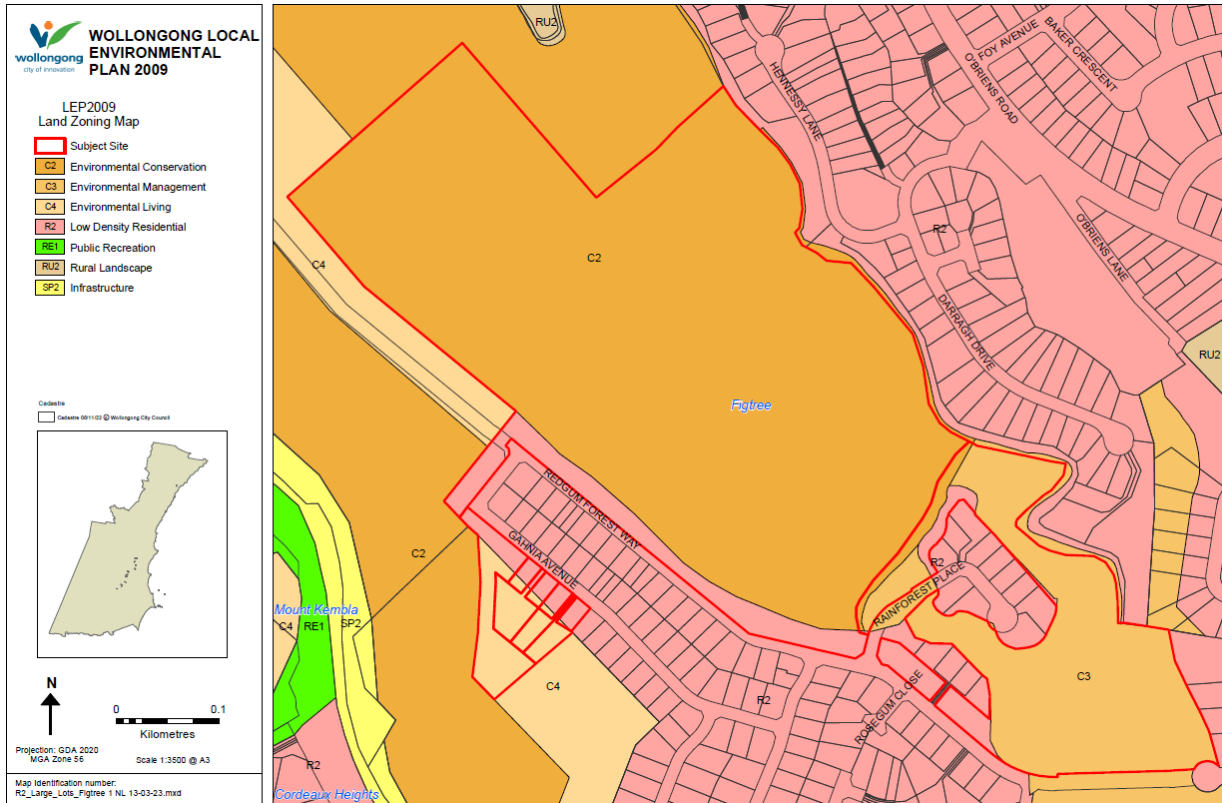 wollongong
city of innovation
WOLLONGONG LOCAL
ENVIRONMENTAL
PLAN 2009
LEP2009
Land Zoning Map
Subject Site
C2 Environmental Conservation
C3 Environmental Management
C4 Environmental Living
R2 Low Density Residential
RE1 Public Recreation
RU2 Rural Landscape
SP2 Infrastructure
Cadastre
Cadastre 08/11/22 © Wollongong City Council
N
0 0.1
Kilometres
Projection: GDA 2020
MGA Zone 56
Scale 1:3500 @ A3
Map Identification number:
R2_Large_Lots_Figtree 1 NL 13-03-23.mxd
RU2
HENNESSY LANE
FOY AVENUE
BAKER CRESCENT
O'BRIENS ROAD
C4
C2
R2
O'BRIENS LANE
DARRAGH DRIVE
RU2
Figtree
REDGUM FOREST WAY
GAHNIA AVENUE
C2
R2
RAINFOREST PLACE
Mount Kembla
C4
RE1
SP2
C4
C3
R2
ROSEGUM CLOSE
R2
Cordeaux Heights